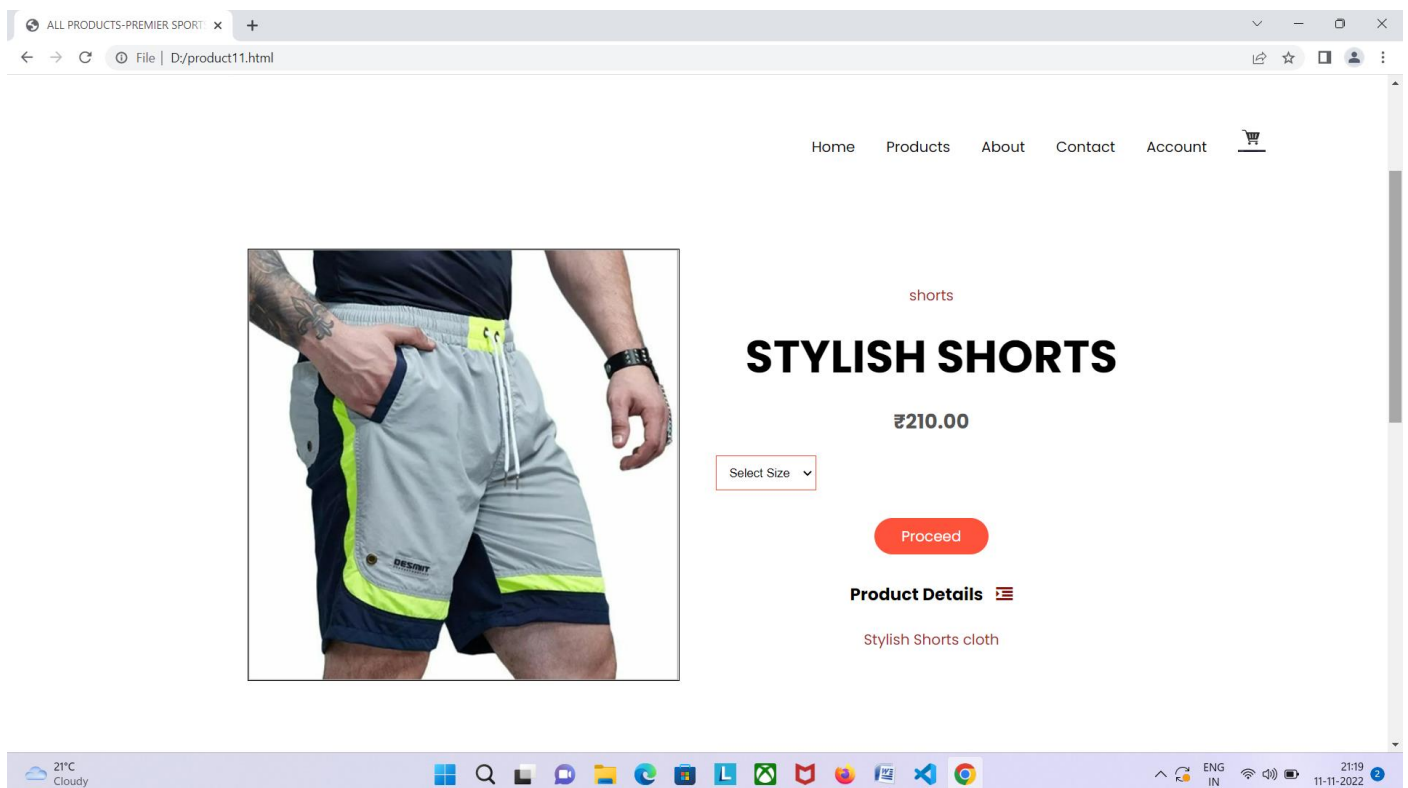 ALL PRODUCTS-PREMIER SPORT
File | D:/product11.html
Home Products About Contact Account
shorts
STYLISH SHORTS
₹210.00
Select Size
Proceed
Product Details
Stylish Shorts cloth
DESMIIT
21°C
Cloudy
ENG
IN
21:19
11-11-2022
2